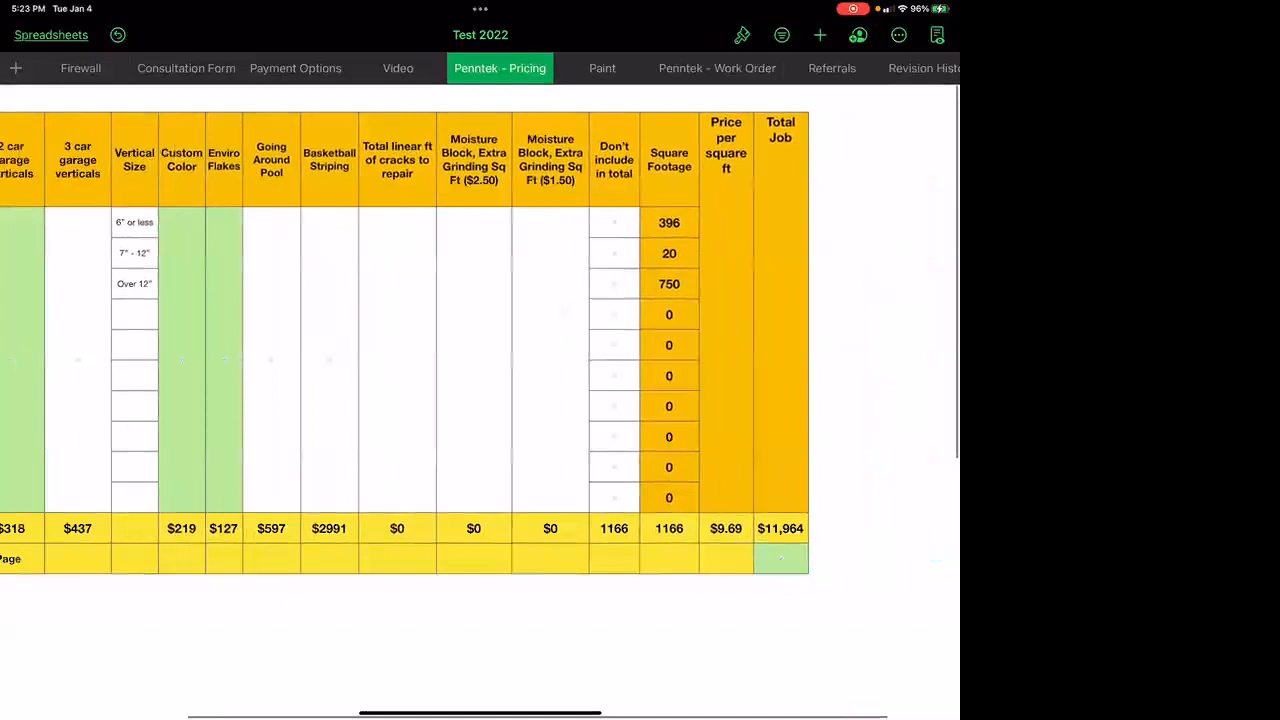 5:23 PM Tue Jan 4
96%
Spreadsheets
Test 2022
Firewall Consultation Form Payment Options Video Penntek - Pricing Paint Penntek - Work Order Referrals Revision Histo
2 car
arage
rticals
3 car
garage
verticals
Vertical
Size
Custom
Color
Enviro
Flakes
Going
Around
Pool
Basketball
Striping
Total linear ft
of cracks to
repair
Moisture
Block, Extra
Grinding Sq
Ft ($2.50)
Moisture
Block, Extra
Grinding Sq
Ft ($1.50)
Don't
include
in total
Square
Footage
Price
per
square
ft
Total
Job
6" or less 396
7" - 12" 20
Over 12" 750
0
0
0
0
0
0
0
$318 $437 $219 $127 $597 $2991 $0 $0 $0 1166 1166 $9.69 $11,964
Page